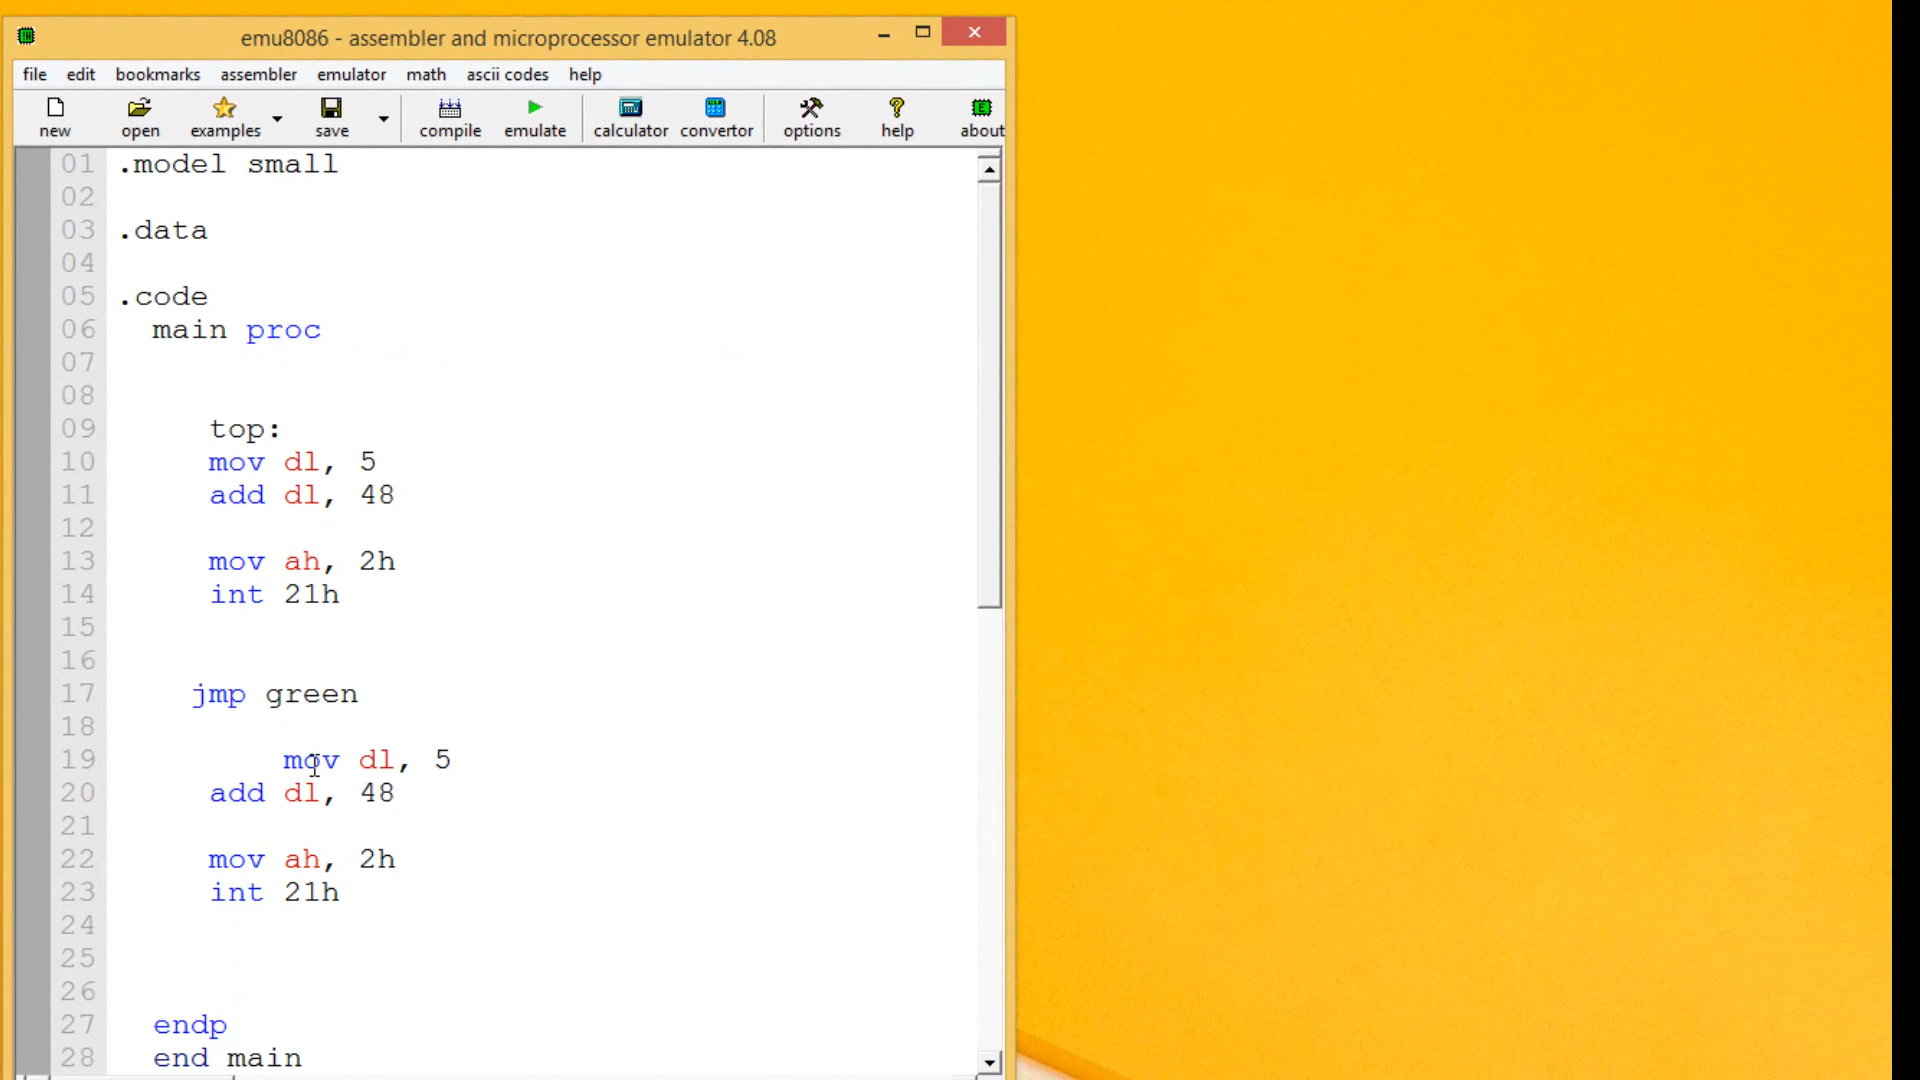 emu8086 - assembler and microprocessor emulator 4.08
file edit bookmarks assembler emulator math ascii codes help
new open examples save compile emulate calculator convertor options help about
01 .model small
02
03 .data
04
05 .code
06 main proc
07
08
09 top:
10 mov dl, 5
11 add dl, 48
12
13 mov ah, 2h
14 int 21h
15
16
17 jmp green
18
19 mov dl, 5
20 add dl, 48
21
22 mov ah, 2h
23 int 21h
24
25
26
27 endp
28 end main